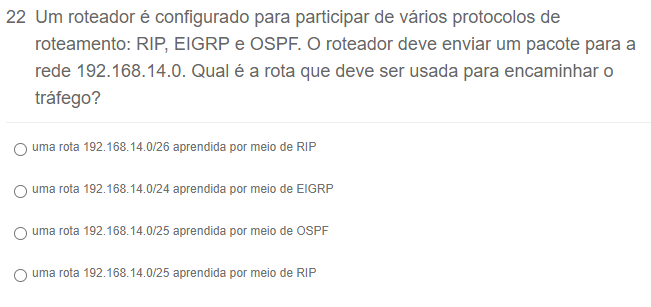 22 Um roteador é configurado para participar de vários protocolos de
roteamento: RIP, EIGRP e OSPF. O roteador deve enviar um pacote para a
rede 192.168.14.0. Qual é a rota que deve ser usada para encaminhar o
tráfego?
uma rota 192.168.14.0/26 aprendida por meio de RIP
uma rota 192.168.14.0/24 aprendida por meio de EIGRP
uma rota 192.168.14.0/25 aprendida por meio de OSPF
uma rota 192.168.14.0/25 aprendida por meio de RIP